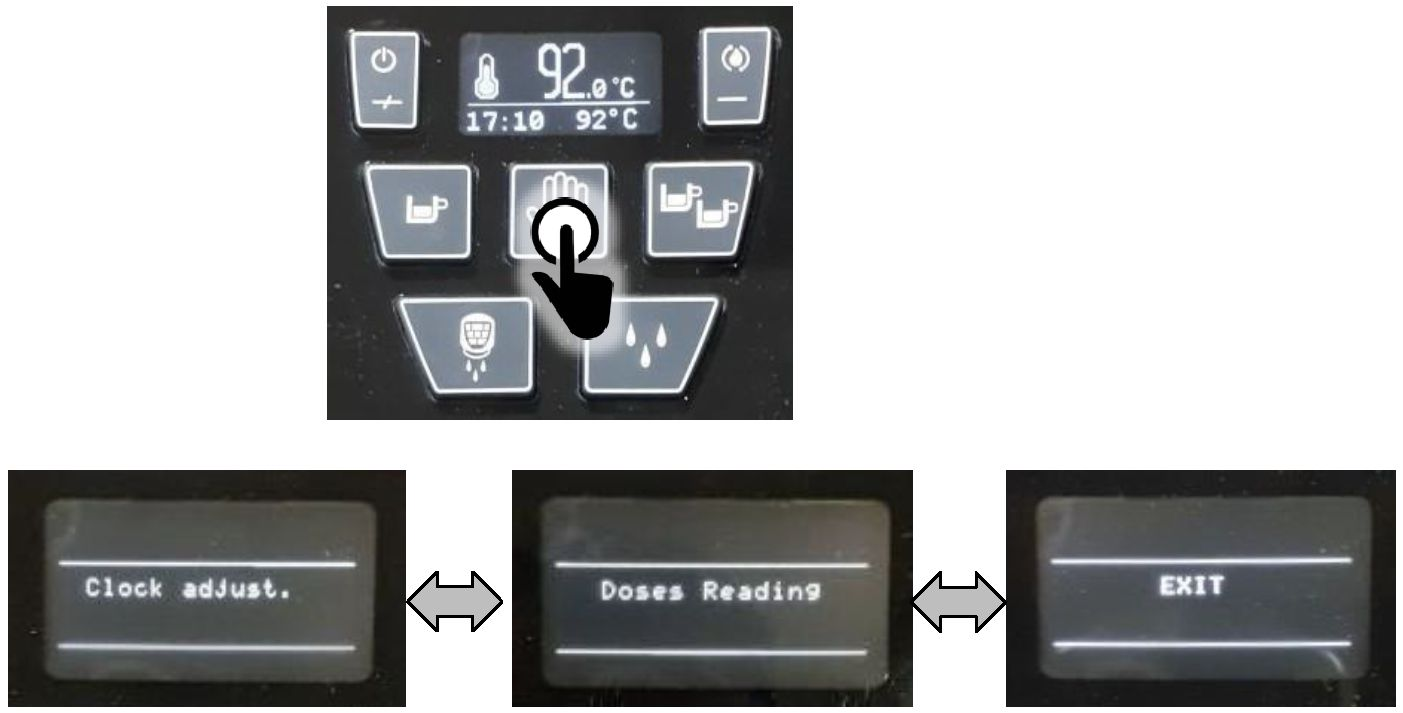 92.0°C
17:10 92°C
Clock adjust.
Doses Reading
EXIT